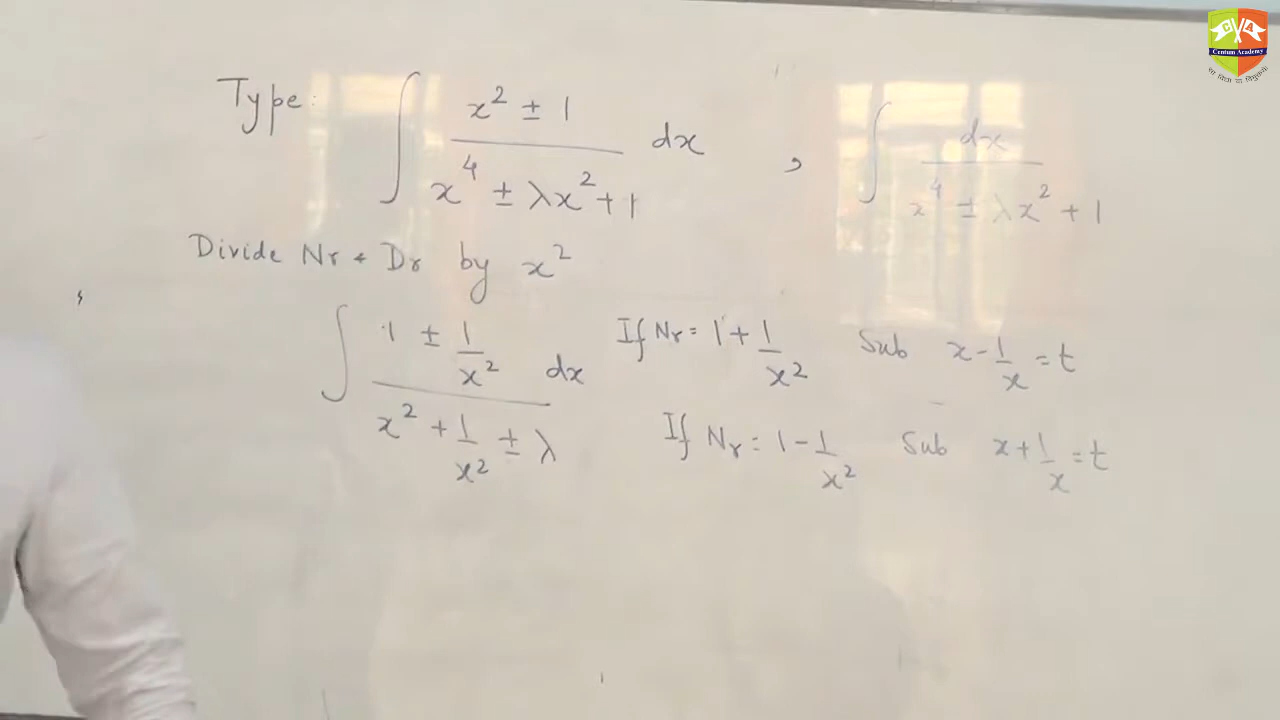 Type: ∫ (x² ± 1)/(x⁴ ± λx² + 1) dx , ∫ dx/(x⁴ ± λx² + 1)
Divide Nr + Dr by x²
∫ (1 ± 1/x²)/(x² + 1/x² ± λ) dx If Nr = 1 + 1/x² Sub x - 1/x = t
If Nr = 1 - 1/x² Sub x + 1/x = t
CA
Centum Academy